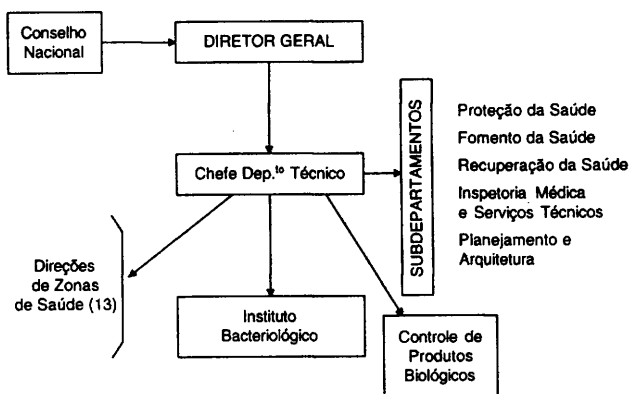 Conselho
Nacional
DIRETOR GERAL
Chefe Dep.to Técnico
SUBDEPARTAMENTOS
Proteção da Saúde
Fomento da Saúde
Recuperação da Saúde
Inspetoria Médica
e Serviços Técnicos
Planejamento e
Arquitetura
Direções
de Zonas
de Saúde (13)
Instituto
Bacteriológico
Controle de
Produtos
Biológicos